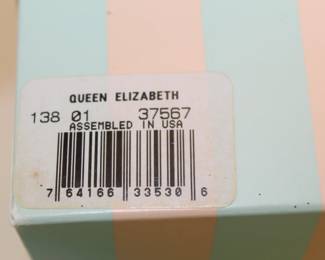 QUEEN ELIZABETH
138 01 37567
ASSEMBLED IN USA
7 64166 33530 6